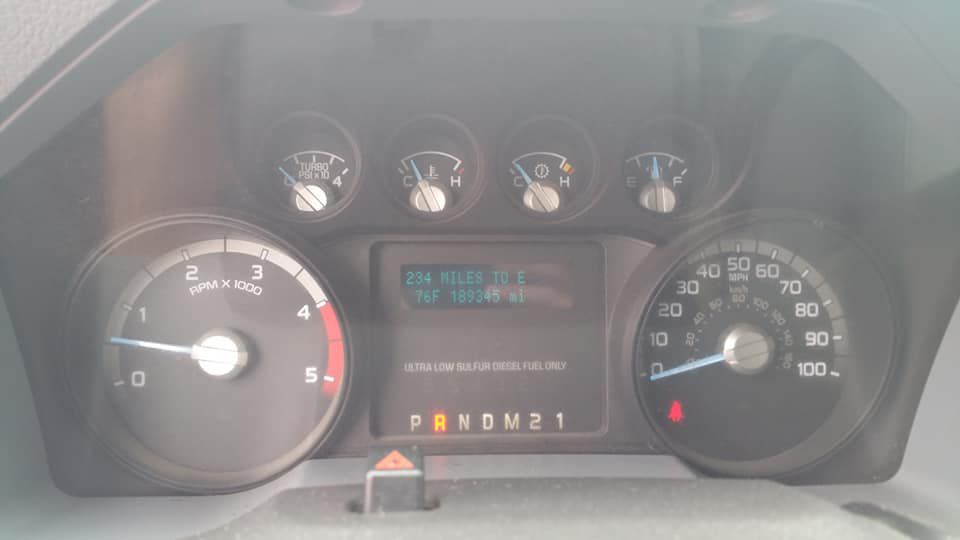 TURBO
PSI x 10
0 4
C H
C H
E F
0 1 2 3 4 5
RPM X 1000
234 MILES TO E
76F 189345 mi
ULTRA LOW SULFUR DIESEL FUEL ONLY
P R N D M 2 1
0 10 20 30 40 50 60 70 80 90 100
MPH
km/h